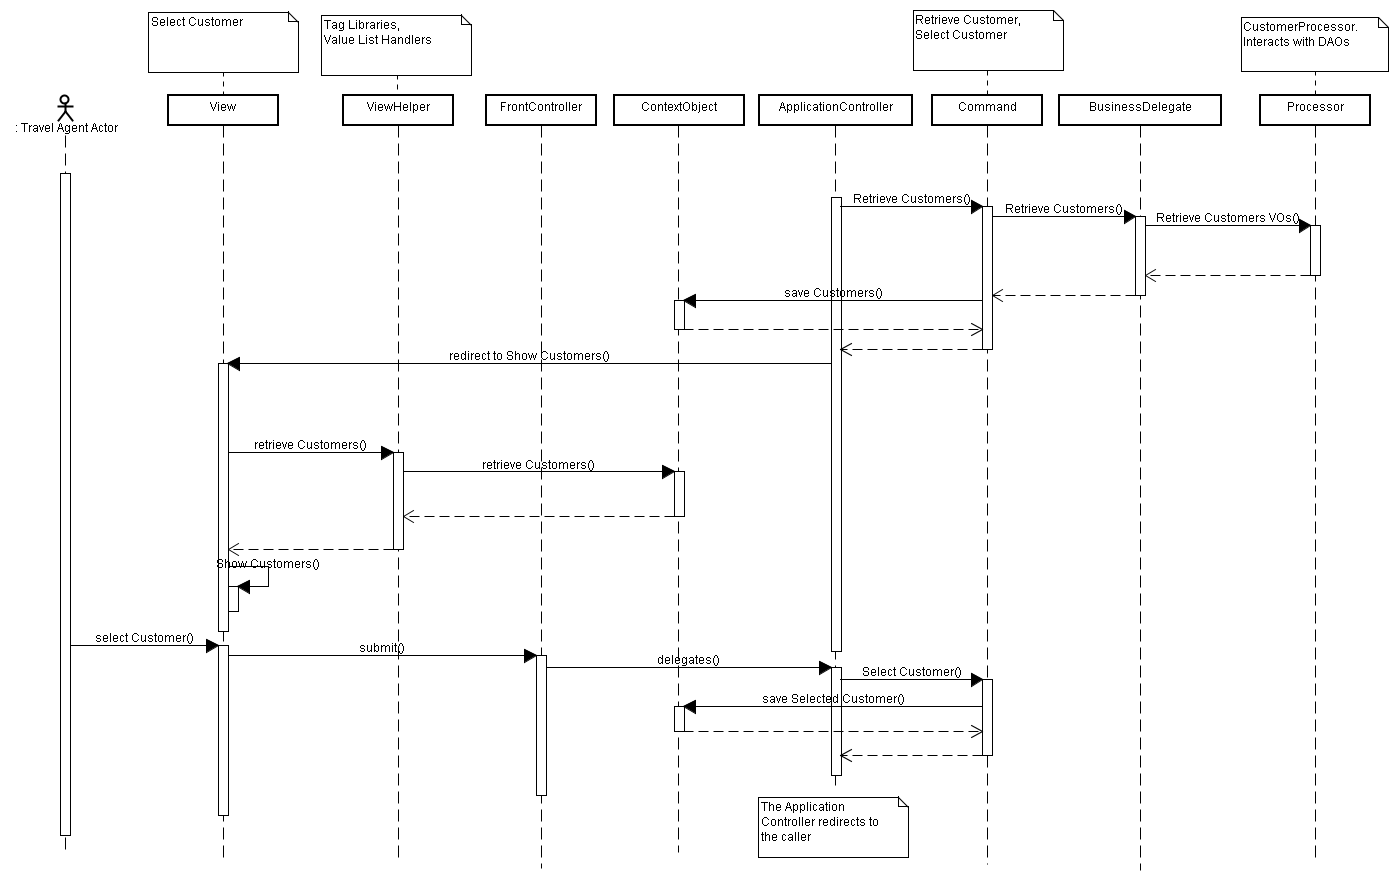 Select Customer
Tag Libraries,
Value List Handlers
Retrieve Customer,
Select Customer
CustomerProcessor.
Interacts with DAOs
: Travel Agent Actor
View
ViewHelper
FrontController
ContextObject
ApplicationController
Command
BusinessDelegate
Processor
Retrieve Customers()
Retrieve Customers()
Retrieve Customers VOs()
save Customers()
redirect to Show Customers()
retrieve Customers()
retrieve Customers()
Show Customers()
select Customer()
submit()
delegates()
Select Customer()
save Selected Customer()
The Application
Controller redirects to
the caller